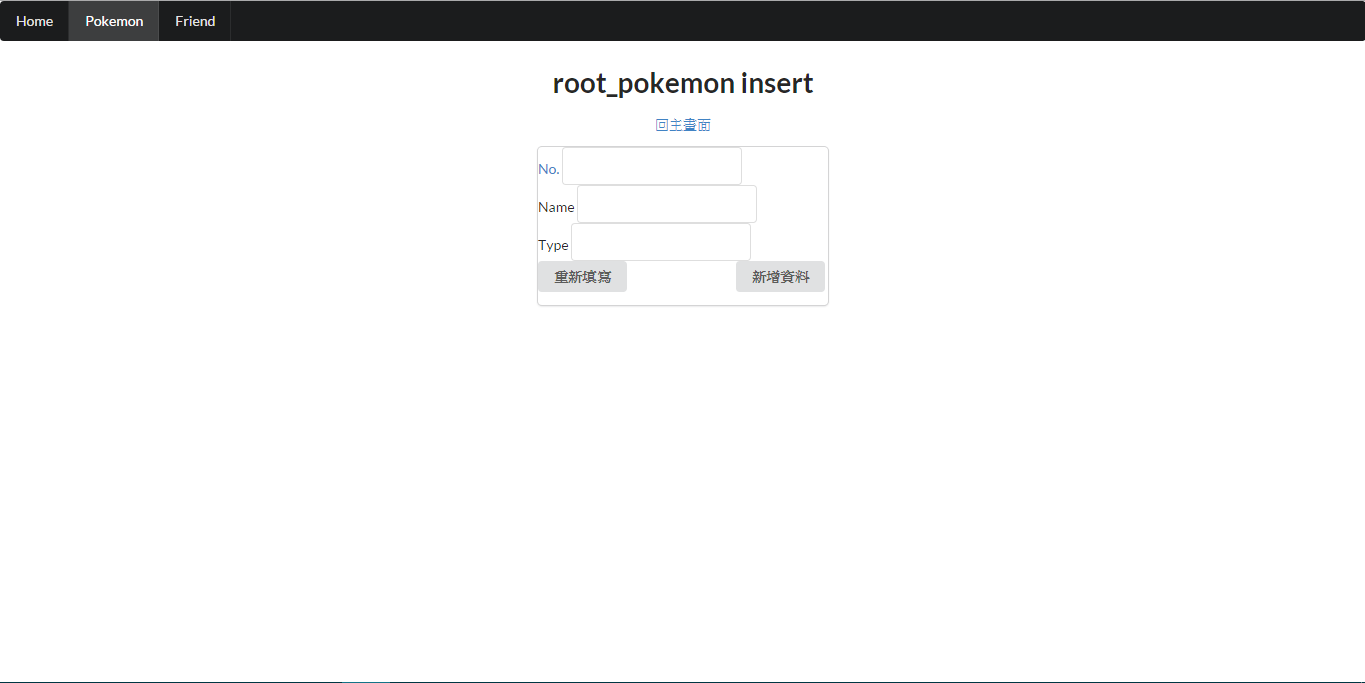 Home Pokemon Friend
root_pokemon insert
回主畫面
No.
Name
Type
重新填寫 新增資料